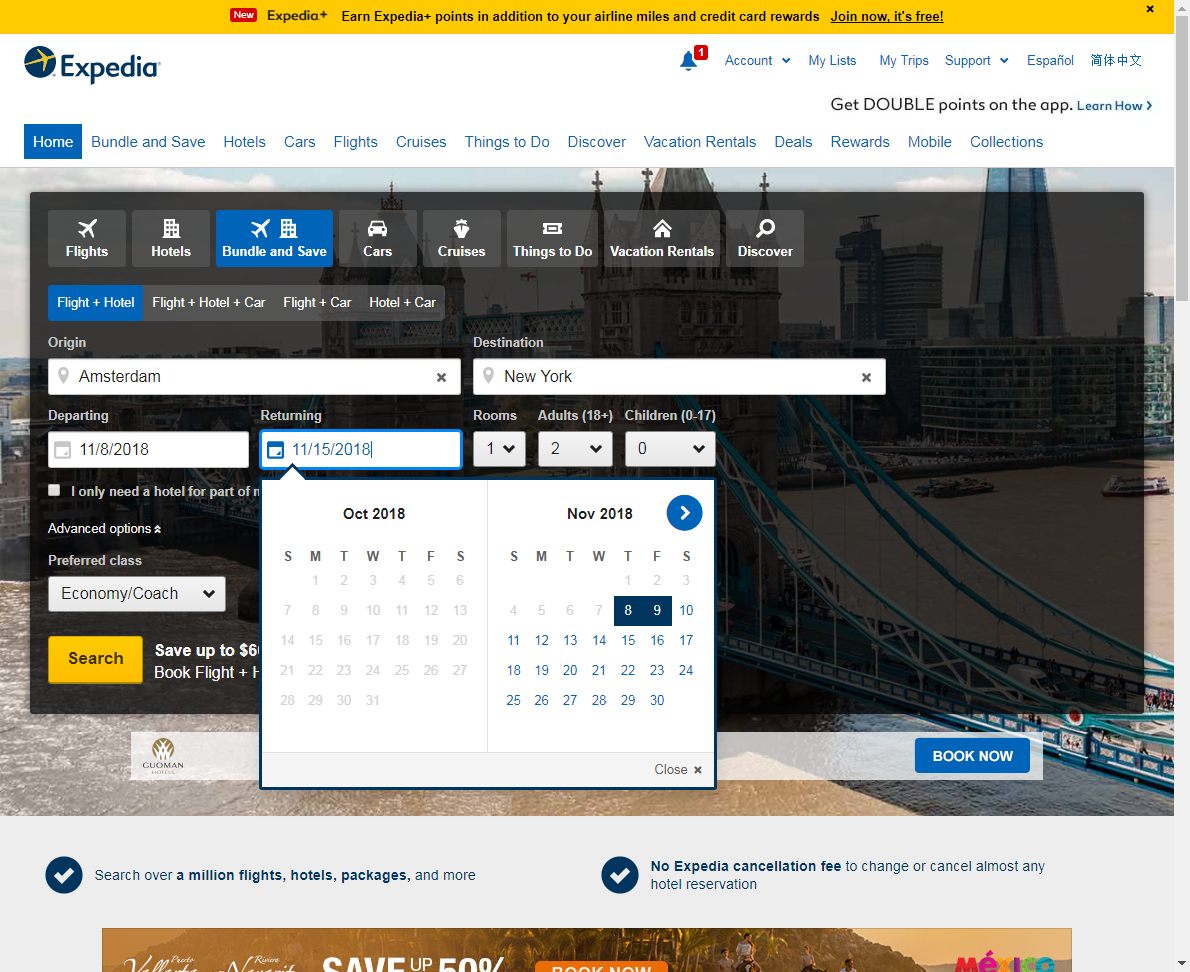 New Expedia+ Earn Expedia+ points in addition to your airline miles and credit card rewards Join now, it's free!
Expedia
1 Account My Lists My Trips Support Español 简体中文
Get DOUBLE points on the app. Learn How
Home Bundle and Save Hotels Cars Flights Cruises Things to Do Discover Vacation Rentals Deals Rewards Mobile Collections
Flights Hotels Bundle and Save Cars Cruises Things to Do Vacation Rentals Discover
Flight + Hotel Flight + Hotel + Car Flight + Car Hotel + Car
Origin Destination
Amsterdam New York
Departing Returning Rooms Adults (18+) Children (0-17)
11/8/2018 11/15/2018 1 2 0
I only need a hotel for part of
Advanced options
Preferred class
Economy/Coach
Search
Save up to $6
Book Flight +
Oct 2018
S M T W T F S
1 2 3 4 5 6
7 8 9 10 11 12 13
14 15 16 17 18 19 20
21 22 23 24 25 26 27
28 29 30 31
Nov 2018
S M T W T F S
1 2 3
4 5 6 7 8 9 10
11 12 13 14 15 16 17
18 19 20 21 22 23 24
25 26 27 28 29 30
Close
GUOMAN
HOTELS
BOOK NOW
Search over a million flights, hotels, packages, and more
No Expedia cancellation fee to change or cancel almost any
hotel reservation
Puerto Riviera
Vallarta Nayarit SAVE UP 50% BOOK NOW MÉXICO